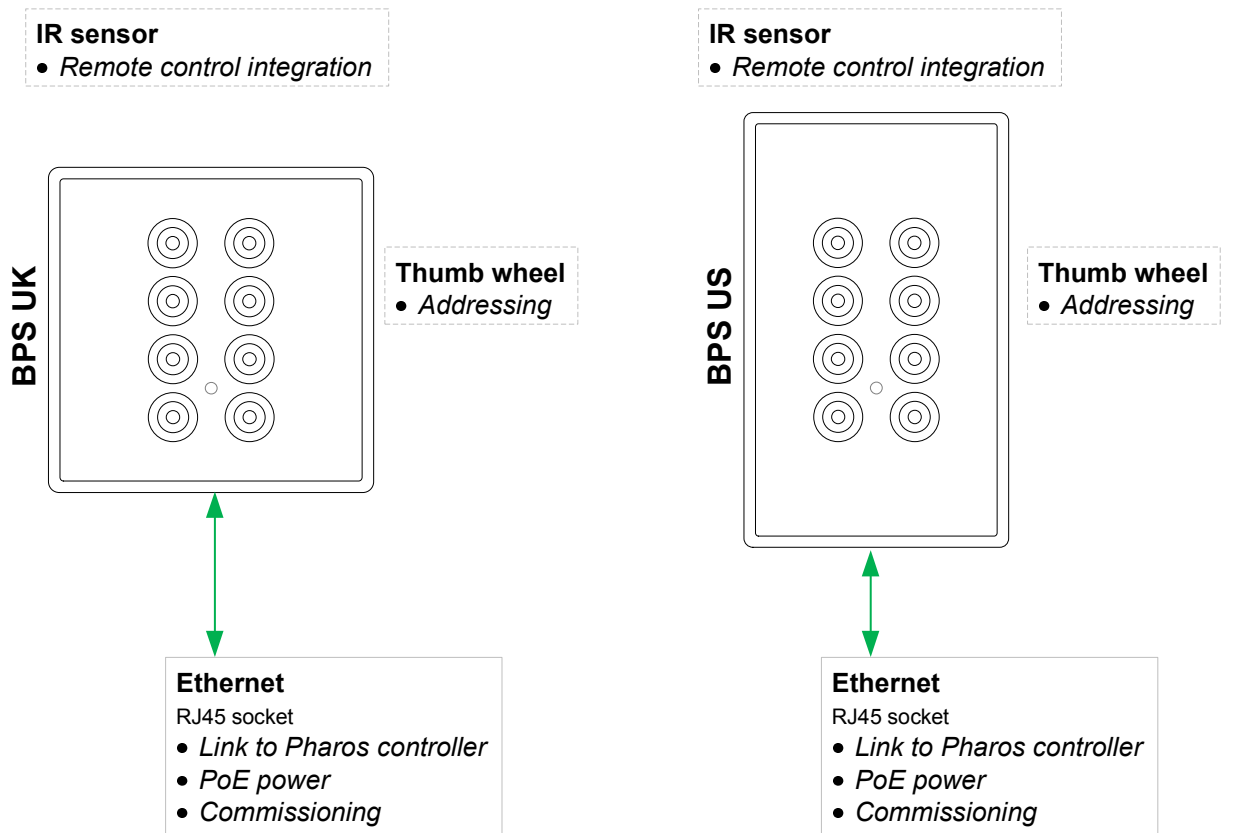 IR sensor
• Remote control integration
BPS UK
Thumb wheel
• Addressing
Ethernet
RJ45 socket
• Link to Pharos controller
• PoE power
• Commissioning
IR sensor
• Remote control integration
BPS US
Thumb wheel
• Addressing
Ethernet
RJ45 socket
• Link to Pharos controller
• PoE power
• Commissioning